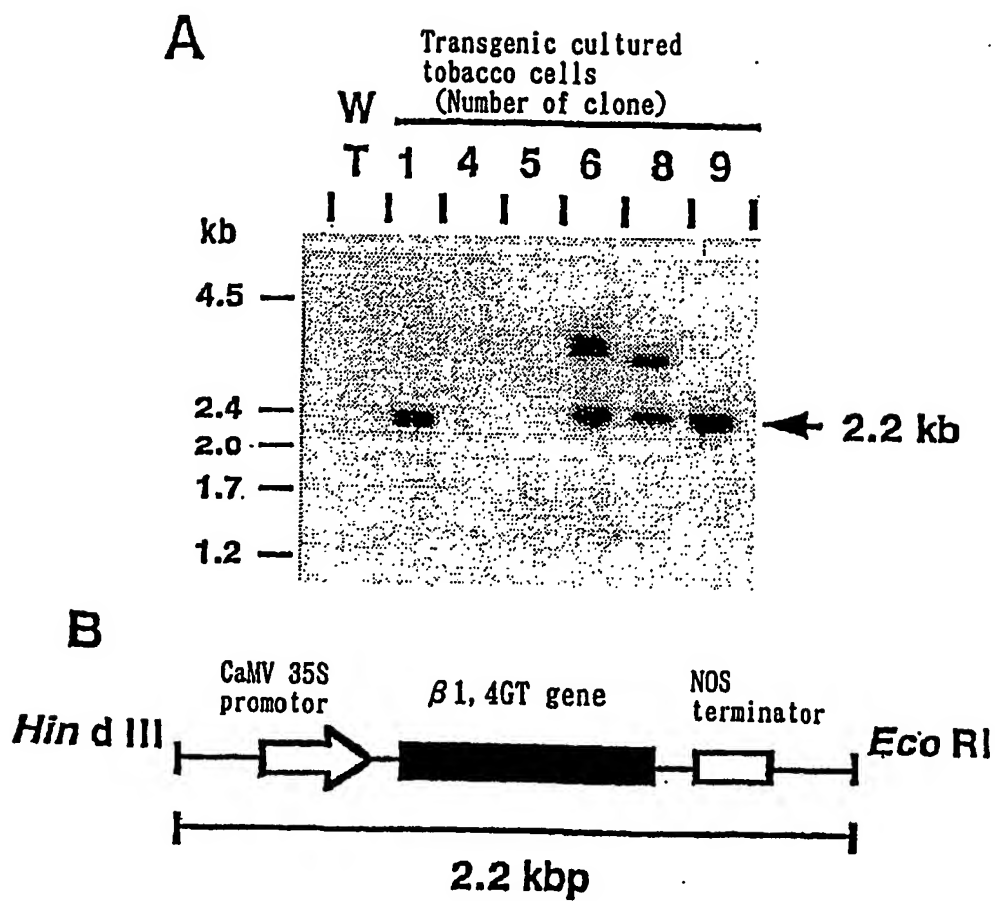 A
Transgenic cultured
tobacco cells
(Number of clone)
W
T 1 4 5 6 8 9
kb
4.5
2.4
2.0
1.7
1.2
2.2 kb
B
CaMV 35S
promotor
β1,4GT gene
NOS
terminator
Hin d III
Eco RI
2.2 kbp